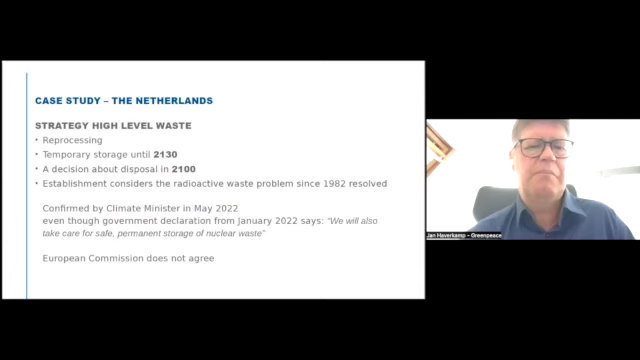 CASE STUDY – THE NETHERLANDS
STRATEGY HIGH LEVEL WASTE
• Reprocessing
• Temporary storage until 2130
• A decision about disposal in 2100
• Establishment considers the radioactive waste problem since 1982 resolved
Confirmed by Climate Minister in May 2022
even though government declaration from January 2022 says: “We will also
take care for safe, permanent storage of nuclear waste”
European Commission does not agree
Jan Haverkamp – Greenpeace